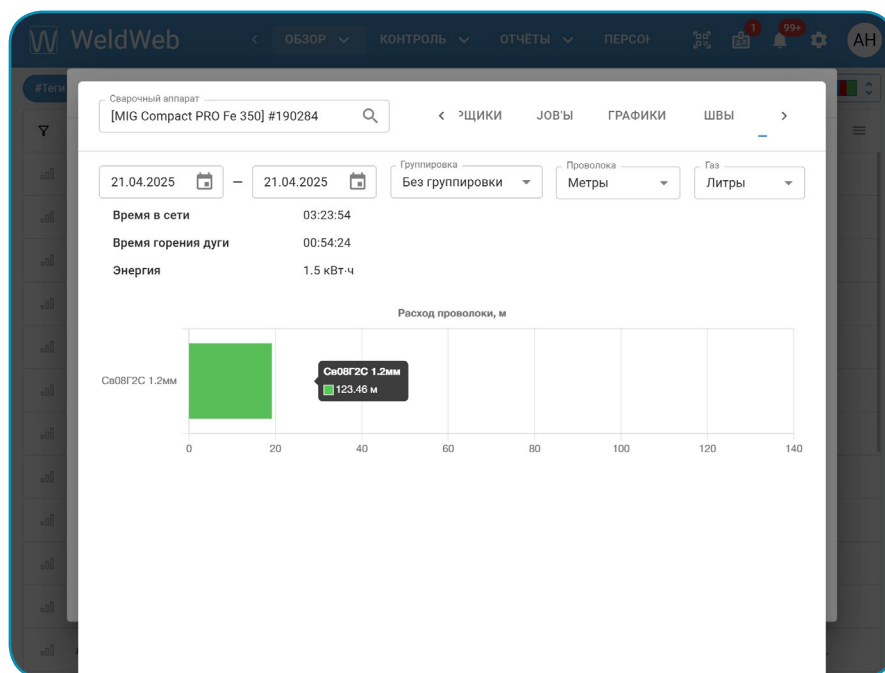 WeldWeb
ОБЗОР
КОНТРОЛЬ
ОТЧЁТЫ
ПЕРСОН
1
99+
AH
#Теги
Сварочный аппарат
[MIG Compact PRO Fe 350] #190284
РЩИКИ
JOB'Ы
ГРАФИКИ
ШВЫ
21.04.2025
–
21.04.2025
Группировка
Без группировки
Проволока
Метры
Газ
Литры
Время в сети 03:23:54
Время горения дуги 00:54:24
Энергия 1.5 кВт·ч
Расход проволоки, м
Св08Г2С 1.2мм
Св08Г2С 1.2мм
123.46 м
0 20 40 60 80 100 120 140